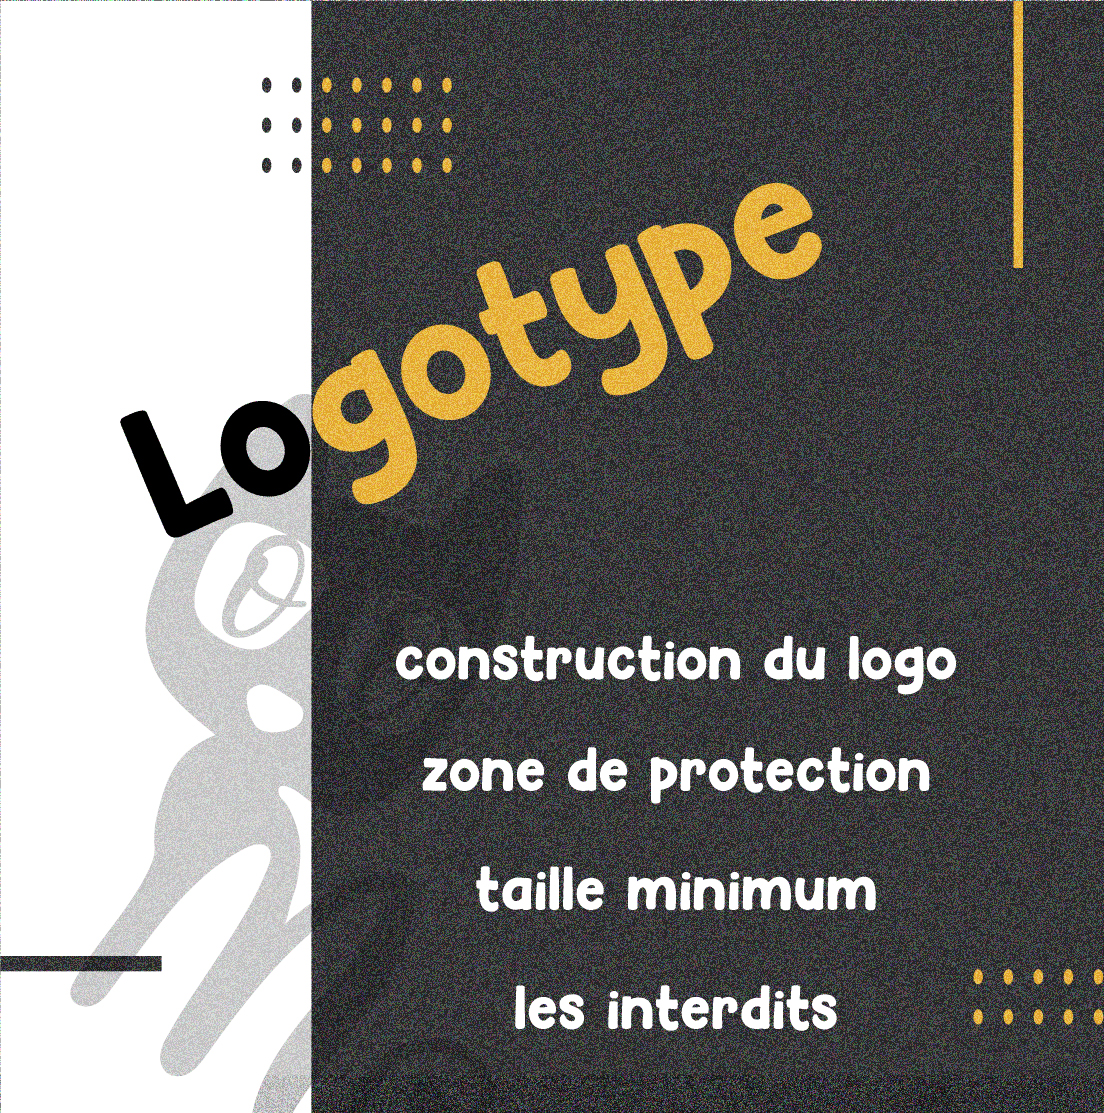 Logotype
construction du logo
zone de protection
taille minimum
les interdits